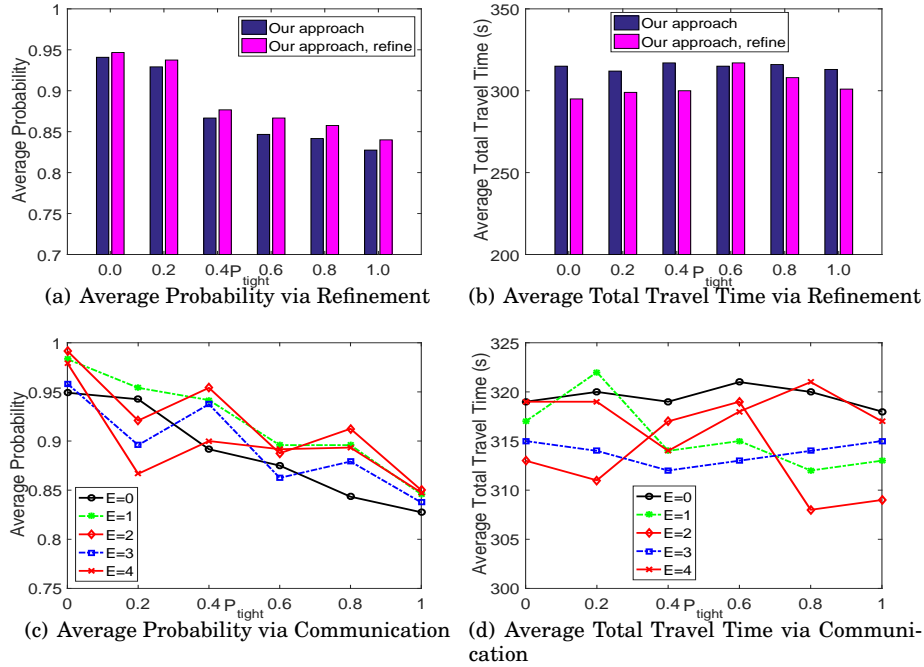 1
0.95
0.9
0.85
0.8
0.75
0.7
Average Probability
Our approach
Our approach, refine
0.0 0.2 0.4 0.6 0.8 1.0
P tight
(a) Average Probability via Refinement
350
300
250
200
Average Total Travel Time (s)
Our approach
Our approach, refine
0.0 0.2 0.4 0.6 0.8 1.0
P tight
(b) Average Total Travel Time via Refinement
1
0.95
0.9
0.85
0.8
0.75
Average Probability
E=0
E=1
E=2
E=3
E=4
0 0.2 0.4 0.6 0.8 1
P tight
(c) Average Probability via Communication
325
320
315
310
305
300
Average Total Travel Time (s)
E=0
E=1
E=2
E=3
E=4
0 0.2 0.4 0.6 0.8 1
P tight
(d) Average Total Travel Time via Communi-
cation